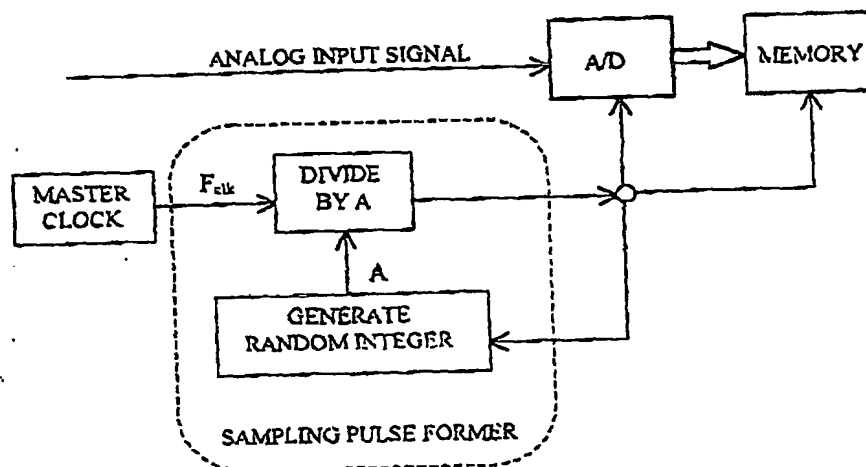 ANALOG INPUT SIGNAL
A/D
MEMORY
MASTER
CLOCK
Fclk
DIVIDE
BY A
A
GENERATE
RANDOM INTEGER
SAMPLING PULSE FORMER